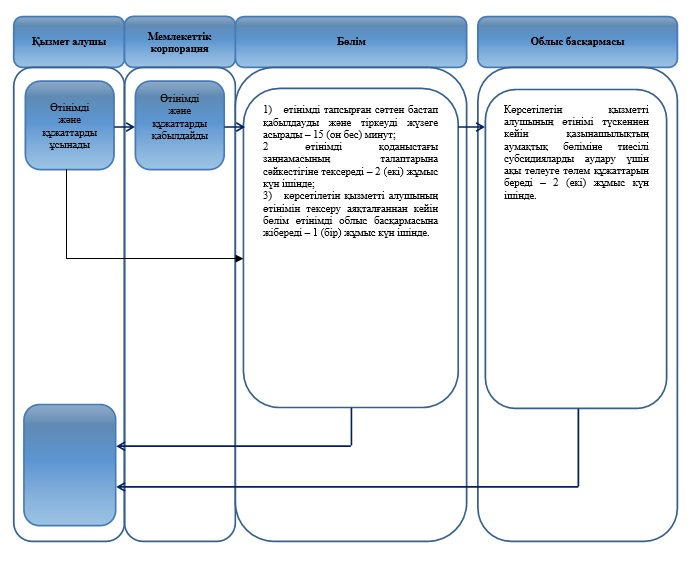 Қызмет алушы
Мемлекеттік
корпорация
Бөлім
Облыс басқармасы
Өтінімді
және
құжаттарды
ұсынады
Өтінімді
және
құжаттарды
қабылдайды
1) өтінімді тапсырған сәттен бастап
қабылдауды және тіркеуді жүзеге
асырады – 15 (он бес) минут;
2 өтінімді қоданыстағы
заңнамасының талаптарына
сәйкестігіне тексереді – 2 (екі) жұмыс
күн ішінде;
3) көрсетілетін қызметті алушының
өтінімін тексеру аяқталғаннан кейін
бөлім өтінімді облыс басқармасына
жібереді – 1 (бір) жұмыс күн ішінде.
Көрсетілетін қызметті
алушының өтінімі түскеннен
кейін қазынашылықтың
аумақтық бөліміне тиесілі
субсидияларды аудару үшін
ақы төлеуге төлем құжаттарын
береді – 2 (екі) жұмыс күн
ішінде.